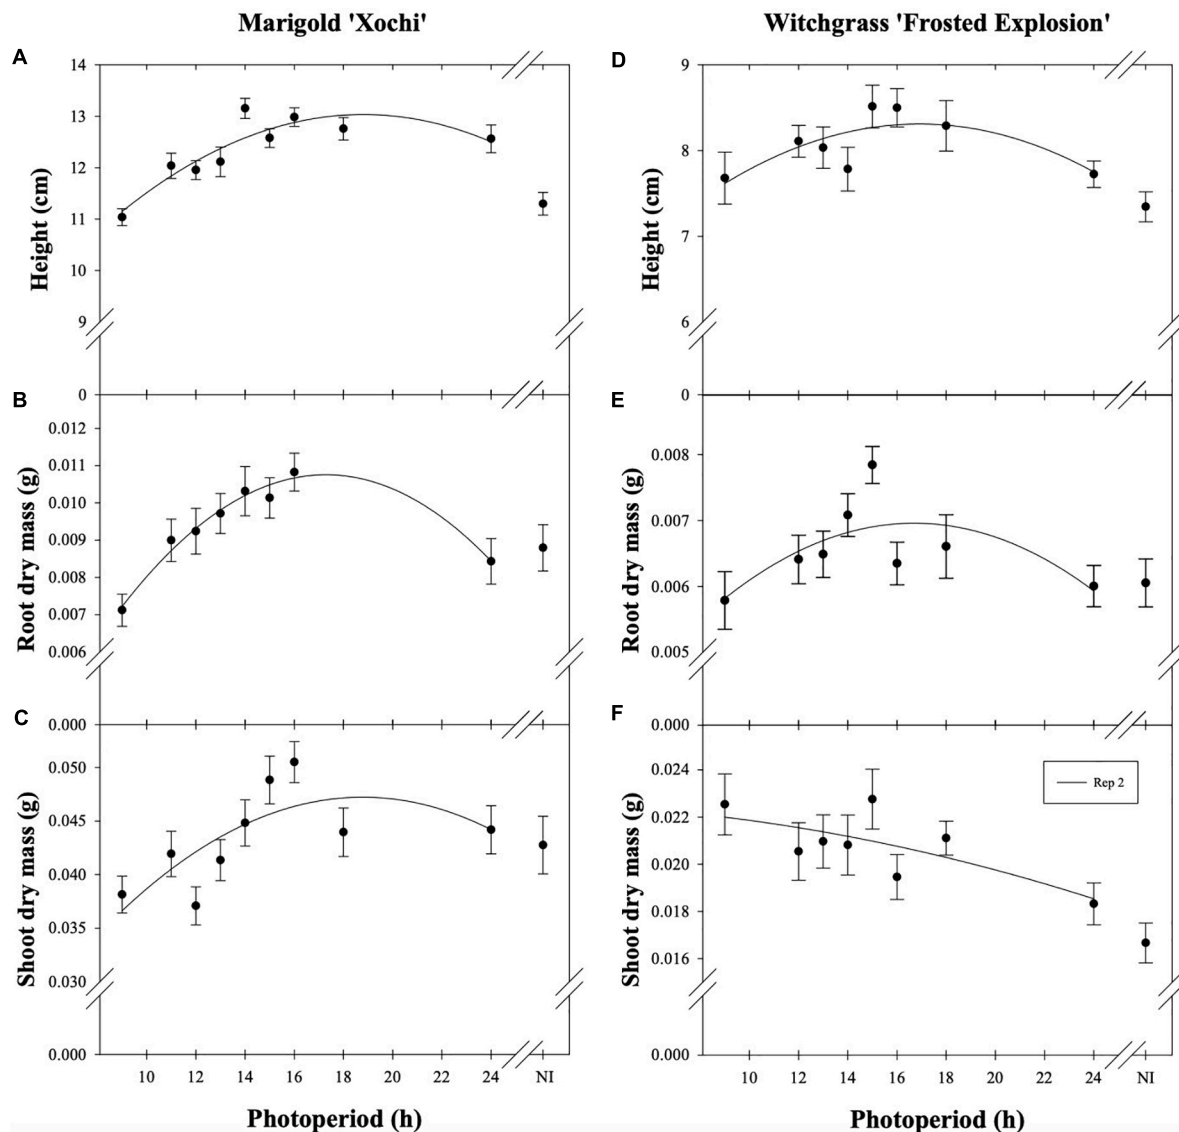 Marigold 'Xochi'
Witchgrass 'Frosted Explosion'
A
14
13
12
11
10
9
0
Height (cm)
D
9
8
7
6
0
Height (cm)
B
0.012
0.011
0.010
0.009
0.008
0.007
0.006
0.000
Root dry mass (g)
E
0.008
0.007
0.006
0.005
0.000
Root dry mass (g)
C
0.050
0.045
0.040
0.035
0.030
0.000
Shoot dry mass (g)
F
0.024
0.022
0.020
0.018
0.016
0.000
Shoot dry mass (g)
Rep 2
10 12 14 16 18 20 22 24 NI
10 12 14 16 18 20 22 24 NI
Photoperiod (h)
Photoperiod (h)